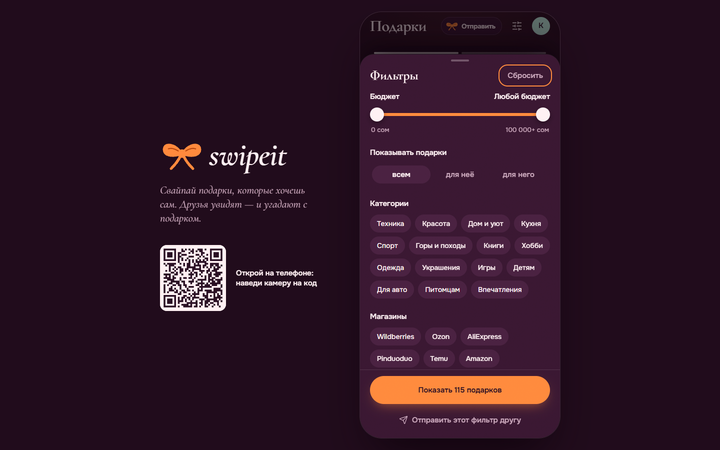 swipeit
Свайпай подарки, которые хочешь
сам. Друзья увидят — и угадают с
подарком.
Открой на телефоне:
наведи камеру на код
Подарки
Отправить
K
Фильтры
Сбросить
Бюджет
Любой бюджет
0 сом
100 000+ сом
Показывать подарки
всем
для неё
для него
Категории
Техника
Красота
Дом и уют
Кухня
Спорт
Горы и походы
Книги
Хобби
Одежда
Украшения
Игры
Детям
Для авто
Питомцам
Впечатления
Магазины
Wildberries
Ozon
AliExpress
Pinduoduo
Temu
Amazon
Показать 115 подарков
Отправить этот фильтр другу